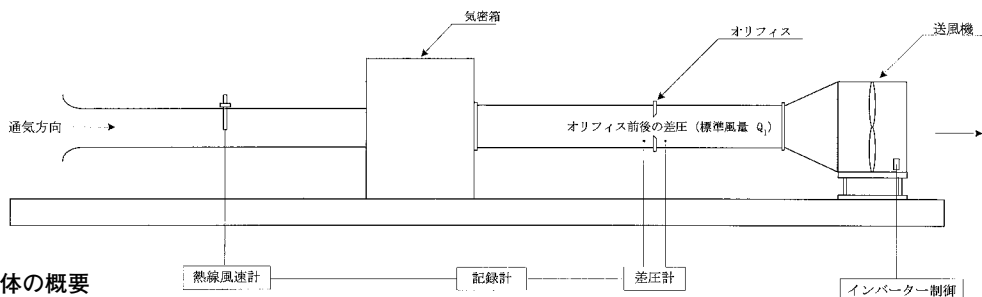 気密箱
オリフィス
送風機
通気方向
オリフィス前後の差圧(標準風量 Q₁)
熱線風速計
記録計
差圧計
インバーター制御
体の概要